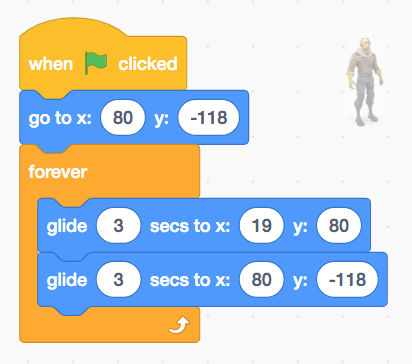 when clicked
go to x: 80 y: -118
forever
glide 3 secs to x: 19 y: 80
glide 3 secs to x: 80 y: -118